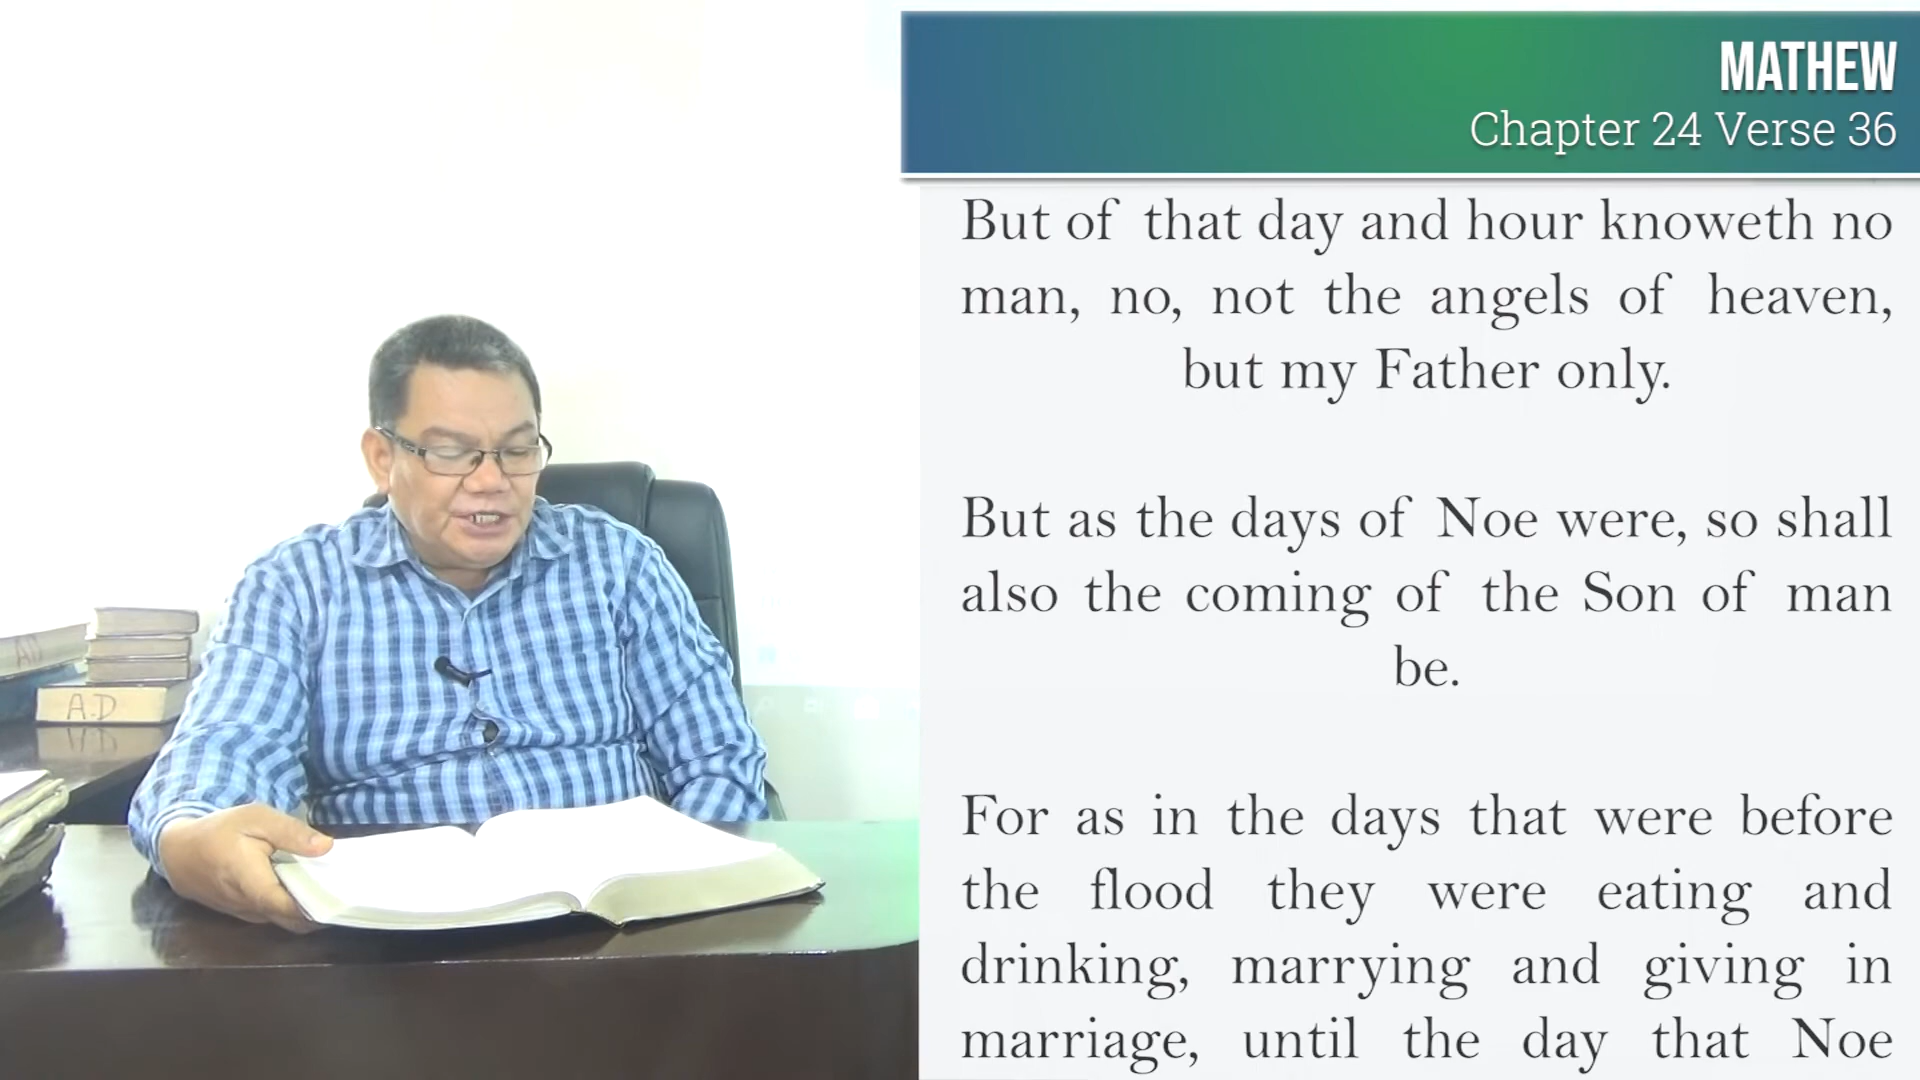 MATHEW
Chapter 24 Verse 36
But of that day and hour knoweth no
man, no, not the angels of heaven,
but my Father only.
But as the days of Noe were, so shall
also the coming of the Son of man
be.
For as in the days that were before
the flood they were eating and
drinking, marrying and giving in
marriage, until the day that Noe
A.D